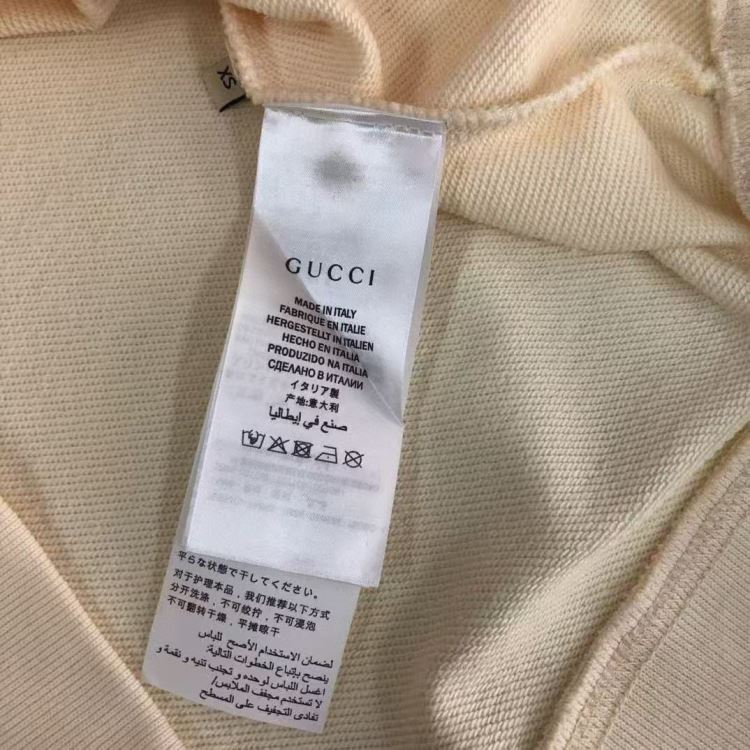 XS
GUCCI
MADE IN ITALY
FABRIQUE EN ITALIE
HERGESTELLT IN ITALIEN
HECHO EN ITALIA
PRODUZIDO NA ITALIA
СДЕЛАНО В ИТАЛИИ
イタリア製
产地:意大利
صنع في إيطاليا
平らな状態で干してください。
对于护理本品，我们推荐以下方式
分开洗涤，不可绞拧，不可浸泡
不可翻转干燥，平摊晾干
لضمان الاستخدام الأصح للباس
ينصح بإتباع الخطوات التالية:
اغسل اللباس لوحده و تجنب تنيه و نقعة و
لا تستخدم مجفف الملابس/
تفادى التجفيف على المسطح